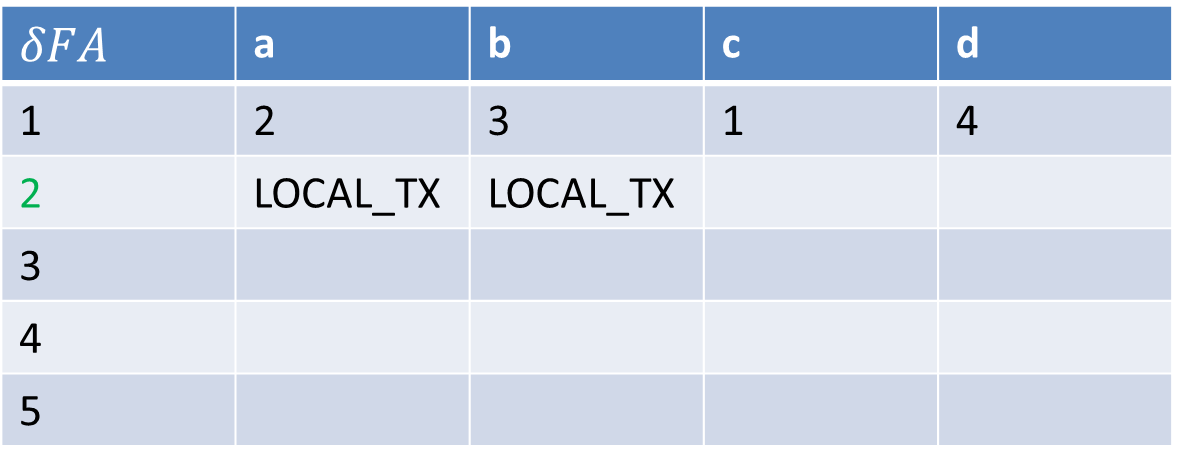 δFA a b c d
1 2 3 1 4
2 LOCAL_TX LOCAL_TX
3
4
5